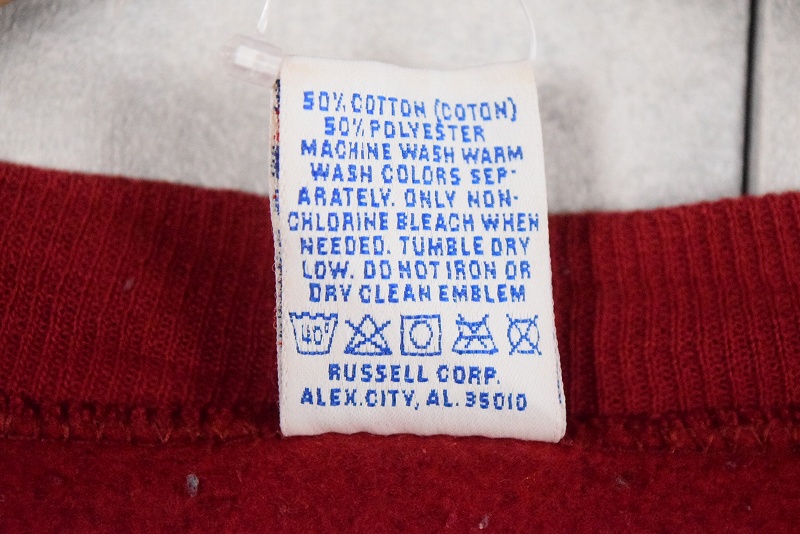 50% COTTON (COTON)
50% POLYESTER
MACHINE WASH WARM
WASH COLORS SEP-
ARATELY. ONLY NON-
CHLORINE BLEACH WHEN
NEEDED. TUMBLE DRY
LOW. DO NOT IRON OR
DRY CLEAN EMBLEM
40°
RUSSELL CORP.
ALEX.CITY, AL. 35010